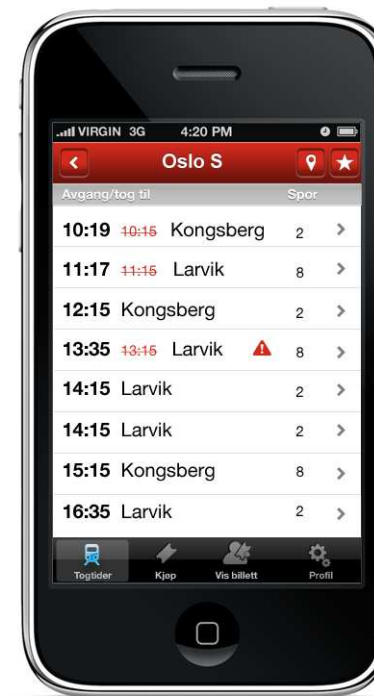 VIRGIN 3G 4:20 PM
Oslo S
Avgang/tog til Spor
10:19 10:15 Kongsberg 2
11:17 11:15 Larvik 8
12:15 Kongsberg 2
13:35 13:15 Larvik 8
14:15 Larvik 2
14:15 Larvik 2
15:15 Kongsberg 8
16:35 Larvik 2
Togtider Kjøp Vis billett Profil